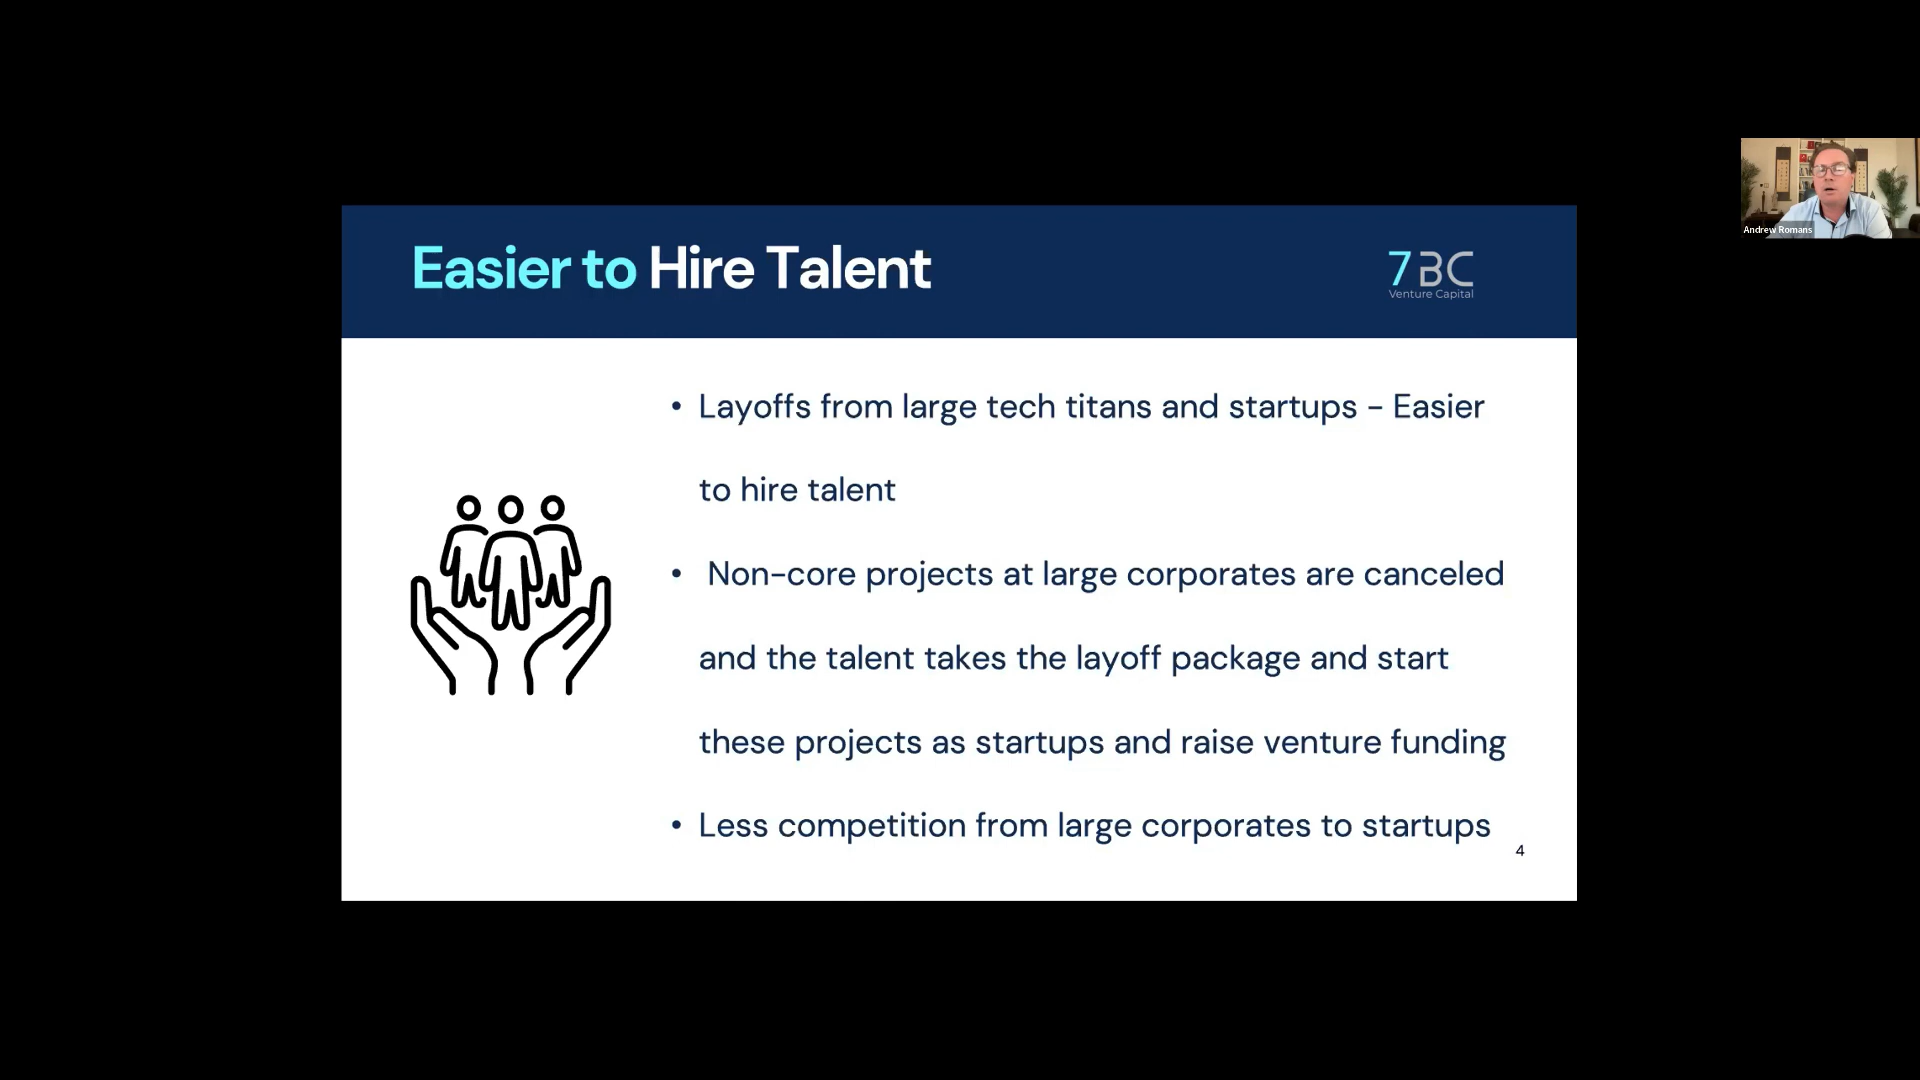 Easier to Hire Talent
7BC
Venture Capital
• Layoffs from large tech titans and startups - Easier
to hire talent
• Non-core projects at large corporates are canceled
and the talent takes the layoff package and start
these projects as startups and raise venture funding
• Less competition from large corporates to startups
4
Andrew Romans